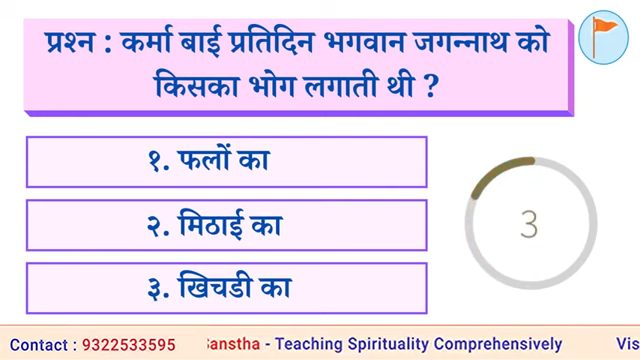 प्रश्न : कर्मा बाई प्रतिदिन भगवान जगन्नाथ को
किसका भोग लगाती थी ?
१. फलों का
२. मिठाई का
३. खिचडी का
3
Contact : 9322533595 Sanstha - Teaching Spirituality Comprehensively Vis